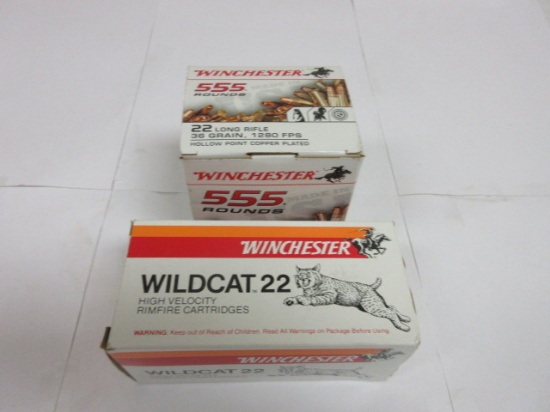 WINCHESTER
555
ROUNDS
22 LONG RIFLE
36 GRAIN, 1280 FPS
HOLLOW POINT COPPER PLATED
WINCHESTER
555
ROUNDS
WINCHESTER
WILDCAT 22
HIGH VELOCITY
RIMFIRE CARTRIDGES
WARNING: Keep out of Reach of Children. Read All Warnings on Package Before Using.
WINCHESTER
WILDCAT 22